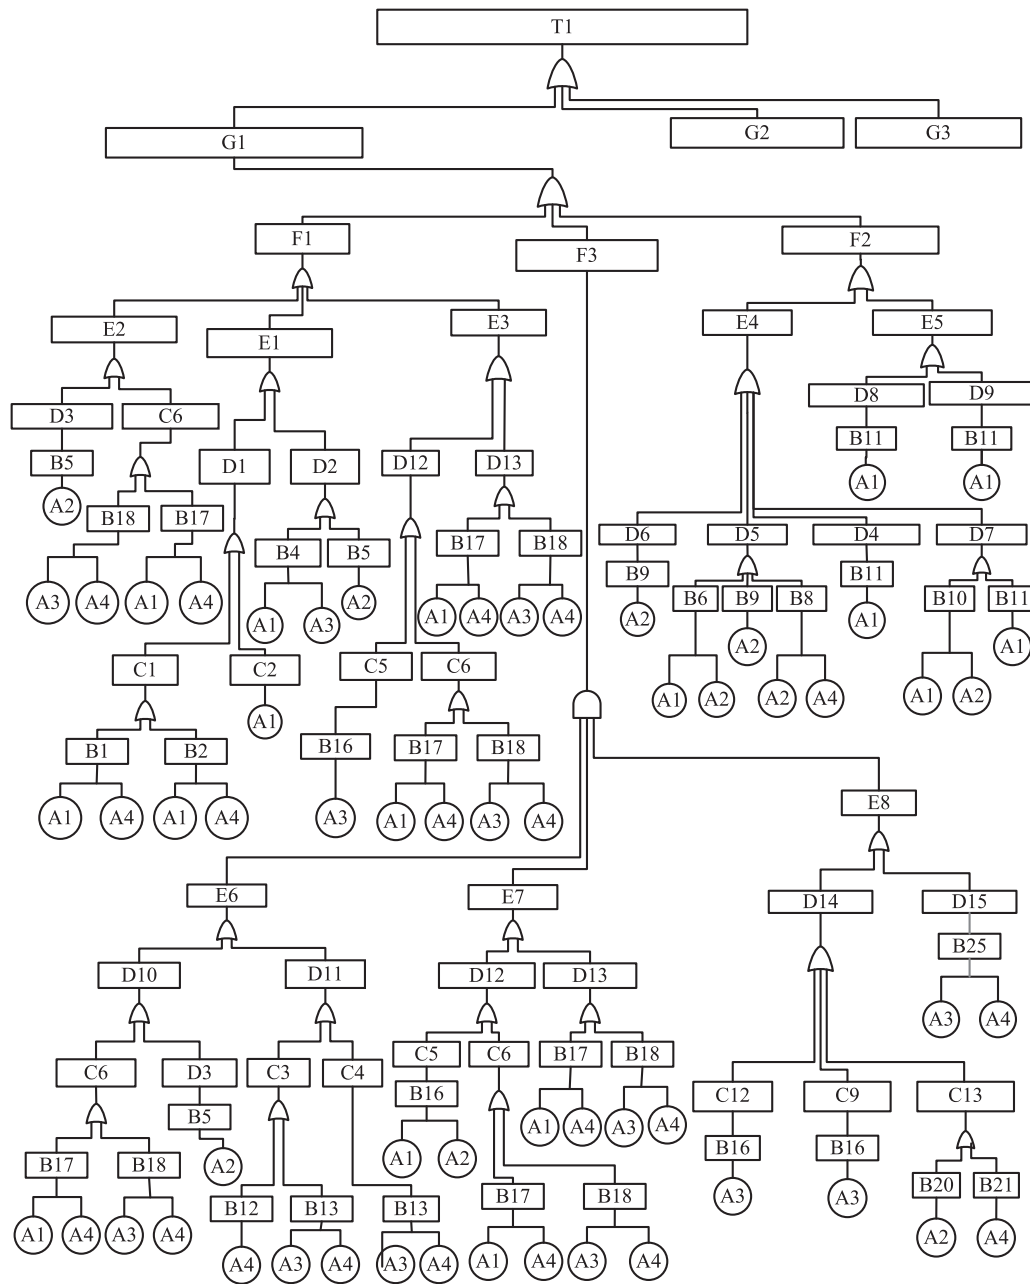 T1
G1 G2 G3
F1 F3 F2
E2 E1 E3 E4 E5
D3 C6 D8 D9
B5 D1 D2 D12 D13 B11 B11
A2 B18 B17 A1 A1
B4 B5 B17 B18 D6 D5 D4 D7
A3 A4 A1 A4 A1 A3 A2 A1 A4 A3 A4 B9 B6 B9 B8 B11 B10 B11
A2 A2 A1 A1
C1 C2 C5 C6 A1 A2 A2 A4 A1 A2
A1
B1 B2 B16 B17 B18
A1 A4 A1 A4 A3 A1 A4 A3 A4
E8
E6 E7 D14 D15
B25
D10 D11 D12 D13
A3 A4
C6 D3 C3 C4 C5 C6 B17 B18
B5 B16 C12 C9 C13
A1 A4 A3 A4
B17 B18 A2 A1 A2 B16 B16
B12 B13 B13 B17 B18 A3 A3 B20 B21
A1 A4 A3 A4 A2 A4
A4 A3 A4 A3 A4 A1 A4 A3 A4